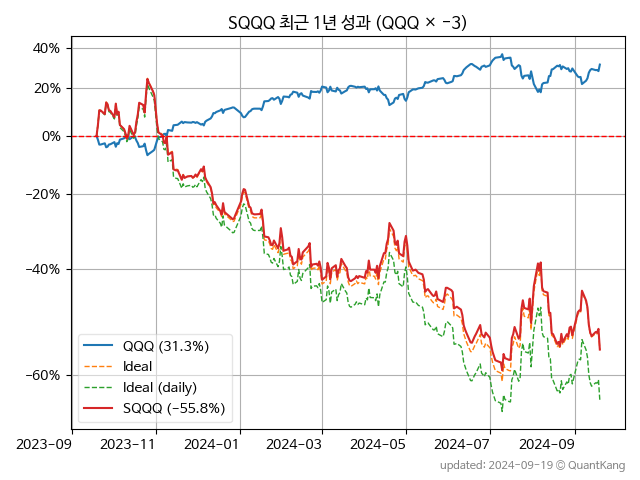 SQQQ 최근 1년 성과 (QQQ × −3)
40%
20%
0%
−20%
−40%
−60%
QQQ (31.3%)
Ideal
Ideal (daily)
SQQQ (−55.8%)
2023-09 2023-11 2024-01 2024-03 2024-05 2024-07 2024-09
updated: 2024-09-19 © QuantKang